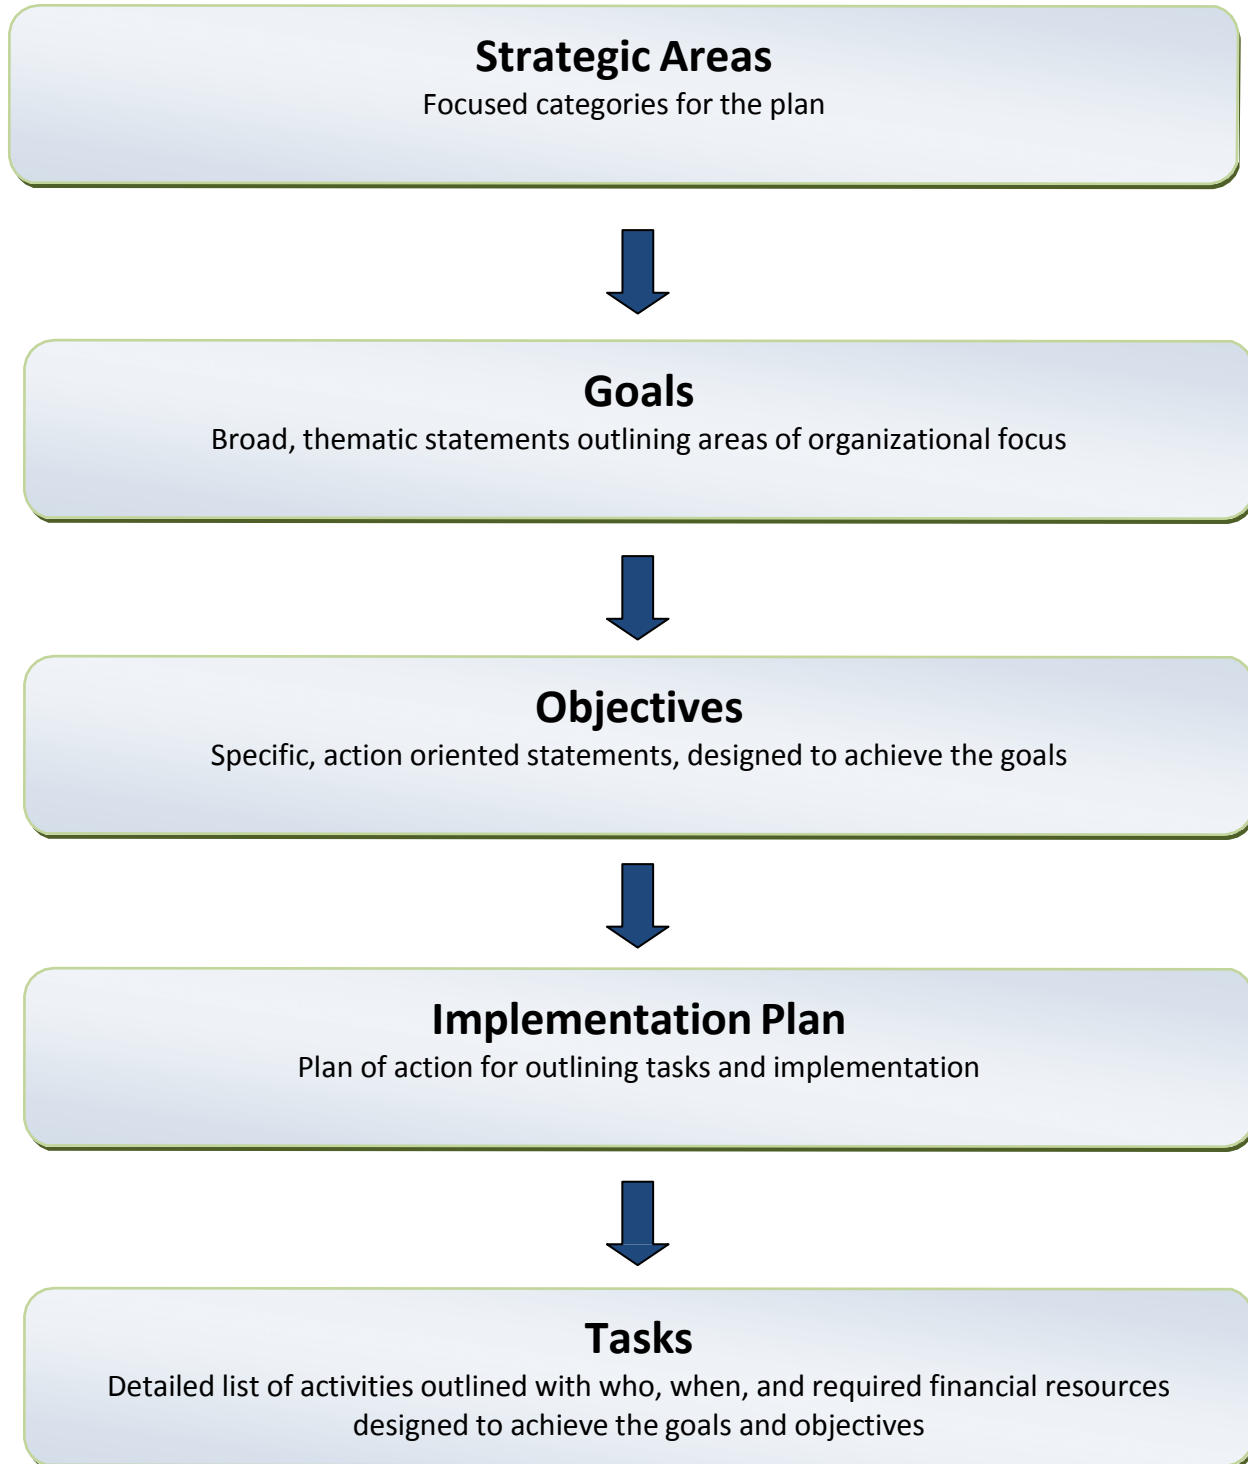 Strategic Areas
Focused categories for the plan
Goals
Broad, thematic statements outlining areas of organizational focus
Objectives
Specific, action oriented statements, designed to achieve the goals
Implementation Plan
Plan of action for outlining tasks and implementation
Tasks
Detailed list of activities outlined with who, when, and required financial resources
designed to achieve the goals and objectives